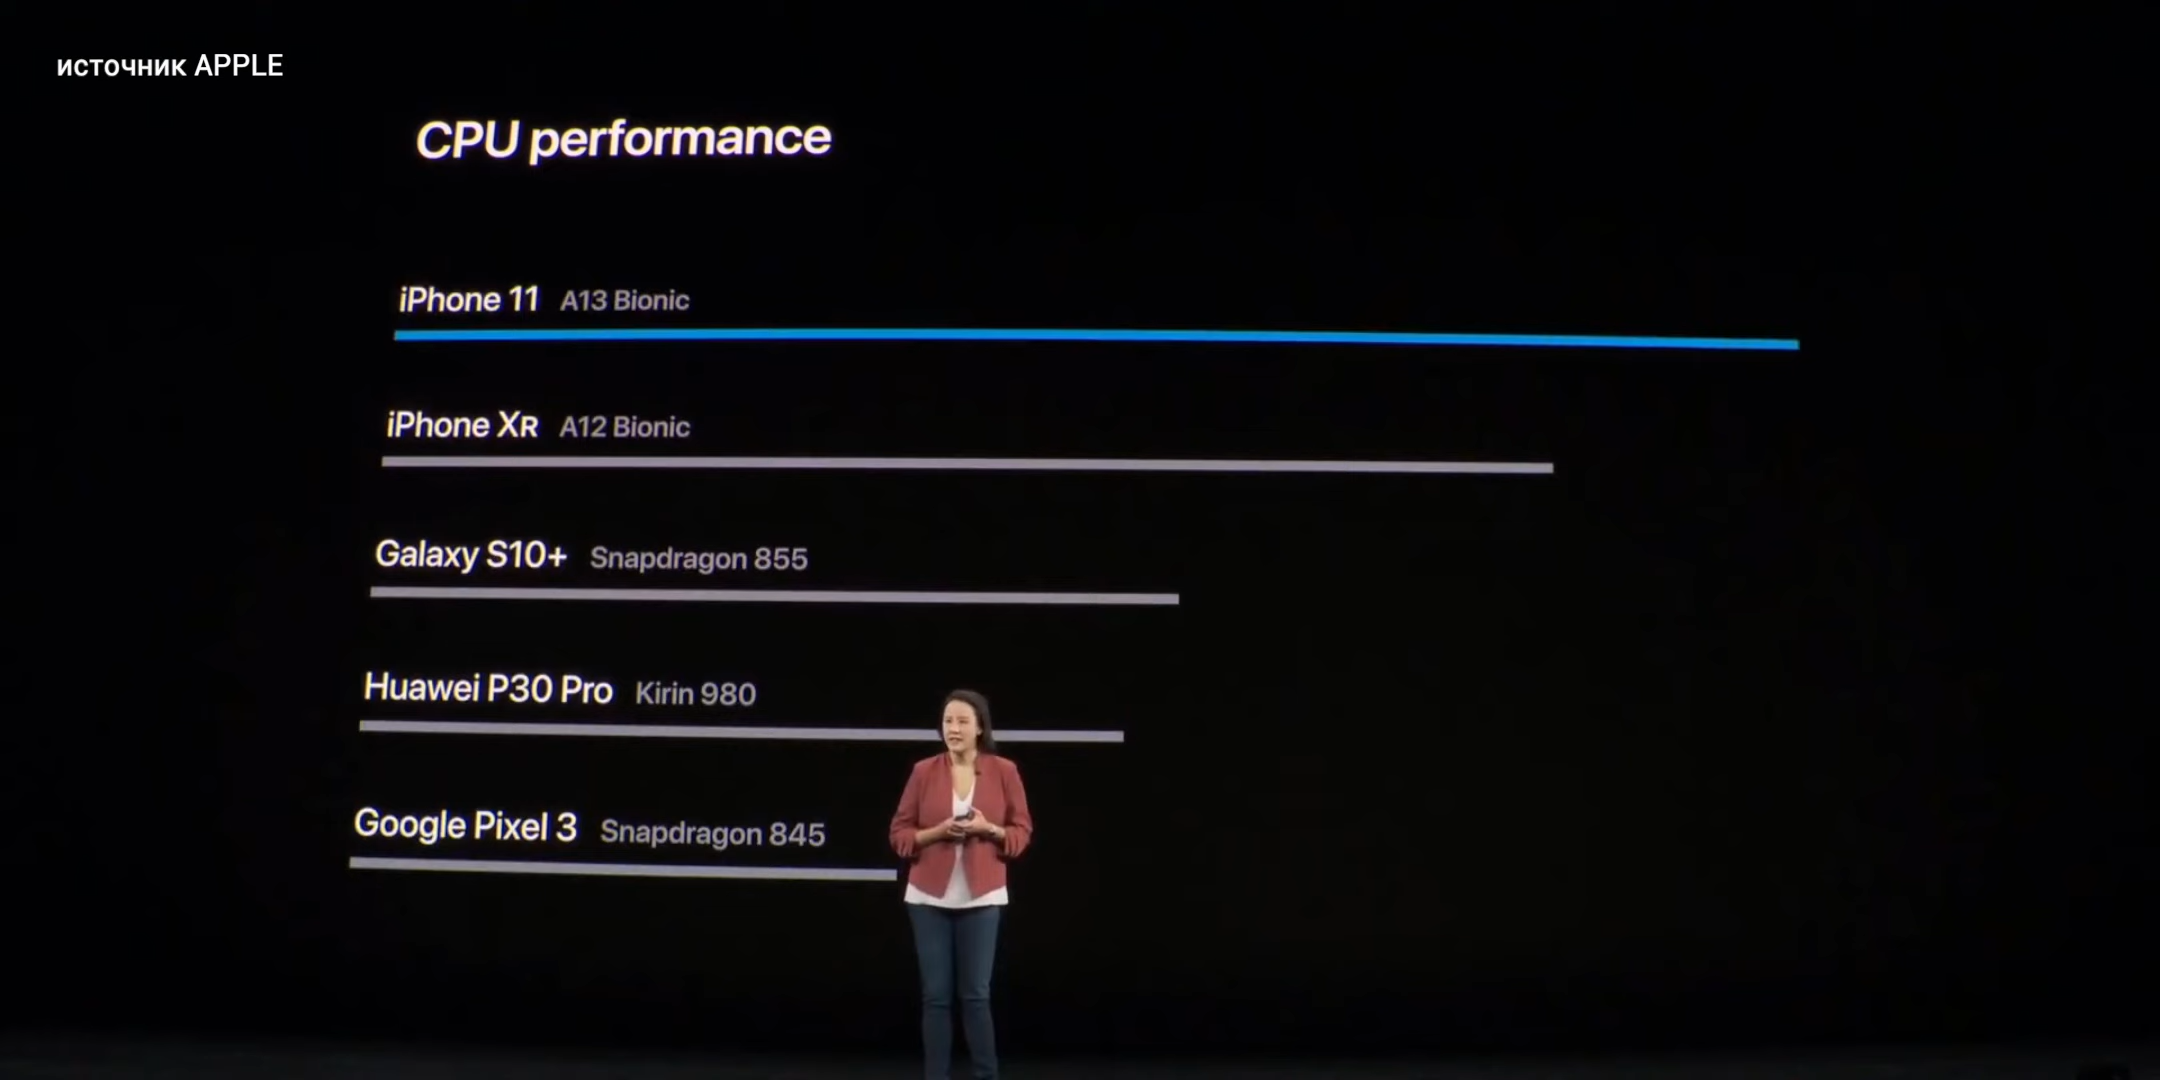 источник APPLE
CPU performance
iPhone 11 A13 Bionic
iPhone XR A12 Bionic
Galaxy S10+ Snapdragon 855
Huawei P30 Pro Kirin 980
Google Pixel 3 Snapdragon 845